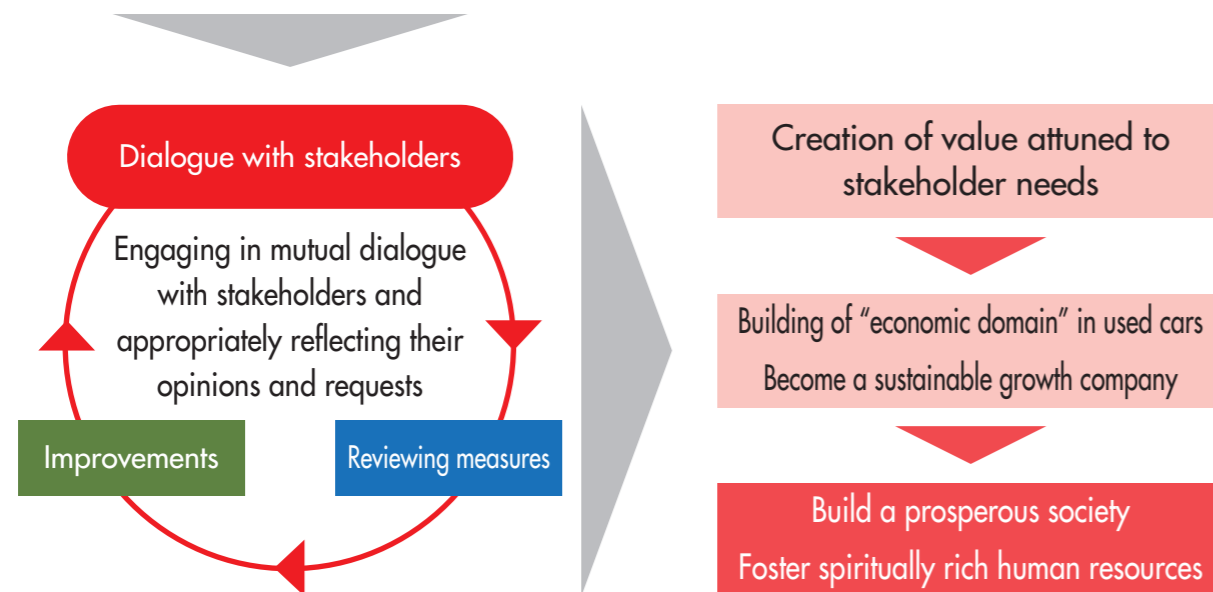 Dialogue with stakeholders
Engaging in mutual dialogue
with stakeholders and
appropriately reflecting their
opinions and requests
Improvements
Reviewing measures
Creation of value attuned to
stakeholder needs
Building of “economic domain” in used cars
Become a sustainable growth company
Build a prosperous society
Foster spiritually rich human resources